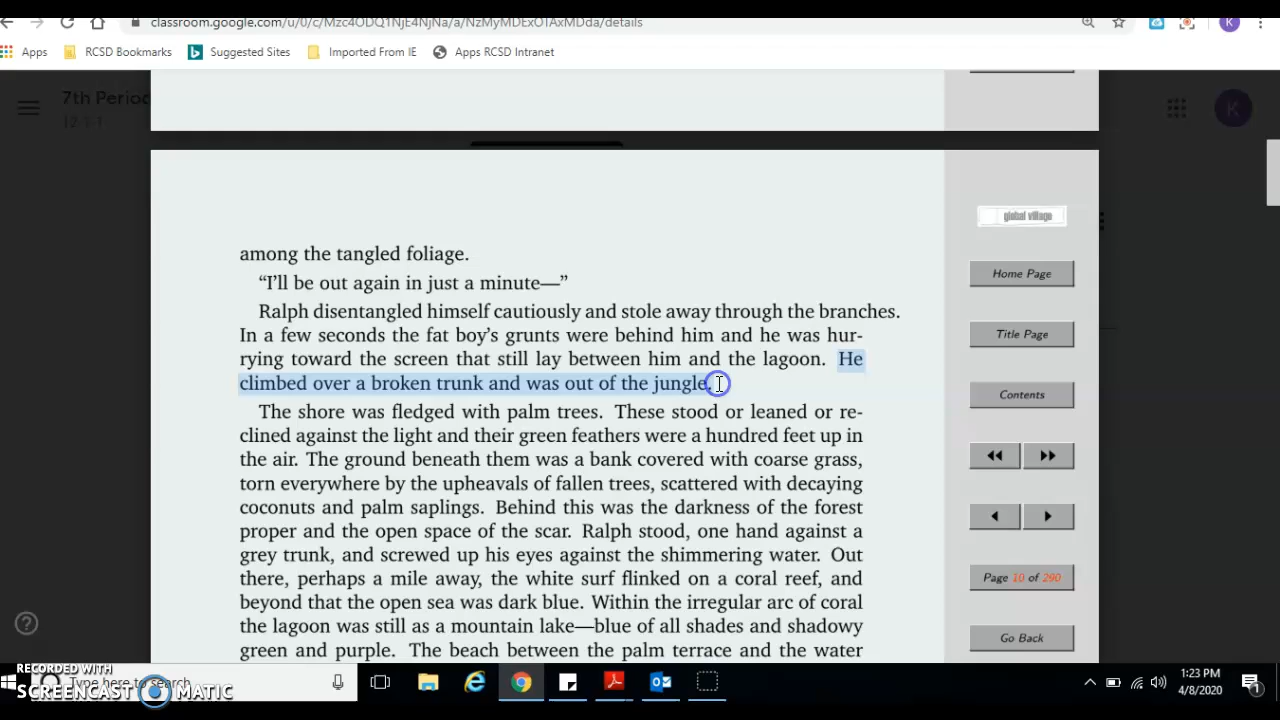 classroom.google.com/u/0/c/Mzc4ODQ1NjE4NjNa/a/NzMyMDExOTAxMDda/details
K
Apps RCSD Bookmarks Suggested Sites Imported From IE Apps RCSD Intranet
7th Period
12-1-1
K
global village
among the tangled foliage.
“I’ll be out again in just a minute—”
Home Page
Ralph disentangled himself cautiously and stole away through the branches.
In a few seconds the fat boy’s grunts were behind him and he was hur-
Title Page
rying toward the screen that still lay between him and the lagoon. He
climbed over a broken trunk and was out of the jungle.
Contents
The shore was fledged with palm trees. These stood or leaned or re-
clined against the light and their green feathers were a hundred feet up in
the air. The ground beneath them was a bank covered with coarse grass,
torn everywhere by the upheavals of fallen trees, scattered with decaying
coconuts and palm saplings. Behind this was the darkness of the forest
proper and the open space of the scar. Ralph stood, one hand against a
grey trunk, and screwed up his eyes against the shimmering water. Out
there, perhaps a mile away, the white surf flinked on a coral reef, and
Page 10 of 290
beyond that the open sea was dark blue. Within the irregular arc of coral
the lagoon was still as a mountain lake—blue of all shades and shadowy
Go Back
green and purple. The beach between the palm terrace and the water
RECORDED WITH
Type here to search
SCREENCAST MATIC
1:23 PM
4/8/2020
1